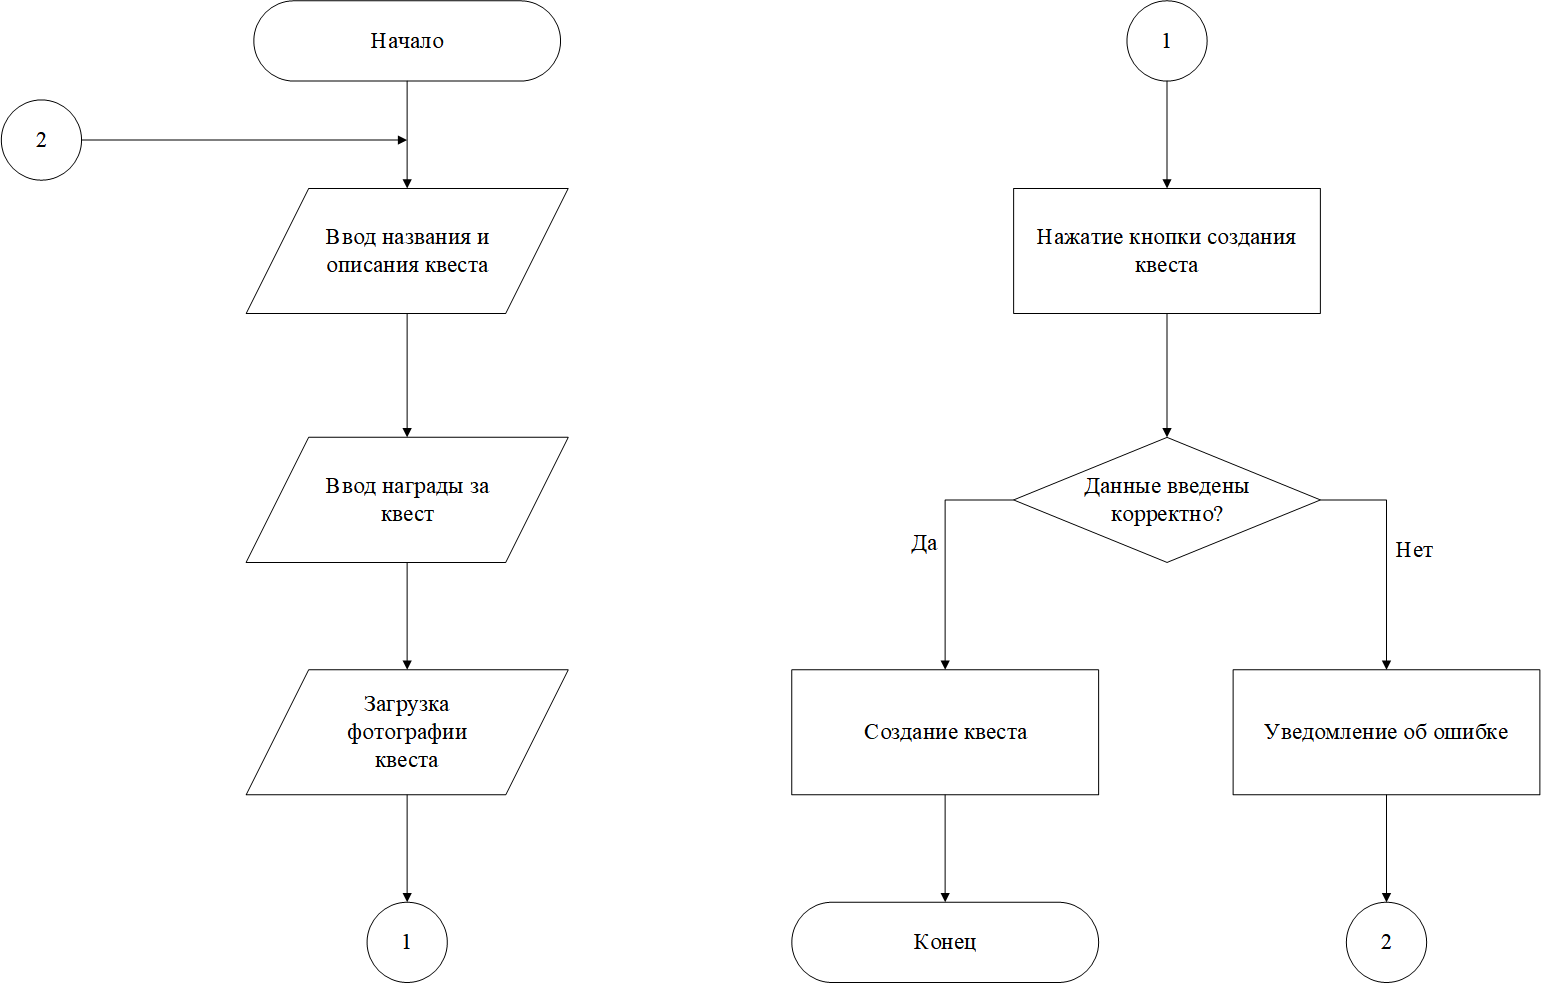 Начало
2
Ввод названия и
описания квеста
Ввод награды за
квест
Загрузка
фотографии
квеста
1
1
Нажатие кнопки создания
квеста
Данные введены
корректно?
Да
Нет
Создание квеста
Уведомление об ошибке
Конец
2